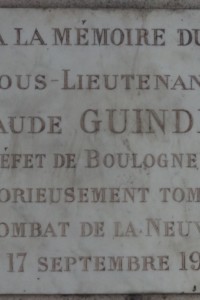 A LA MÉMOIRE DU
OUS-LIEUTENAN
AUDE GUIND
ÉFET DE BOULOGNE
ORIEUSEMENT TOM
OMBAT DE LA NEUV
17 SEPTEMBRE 19